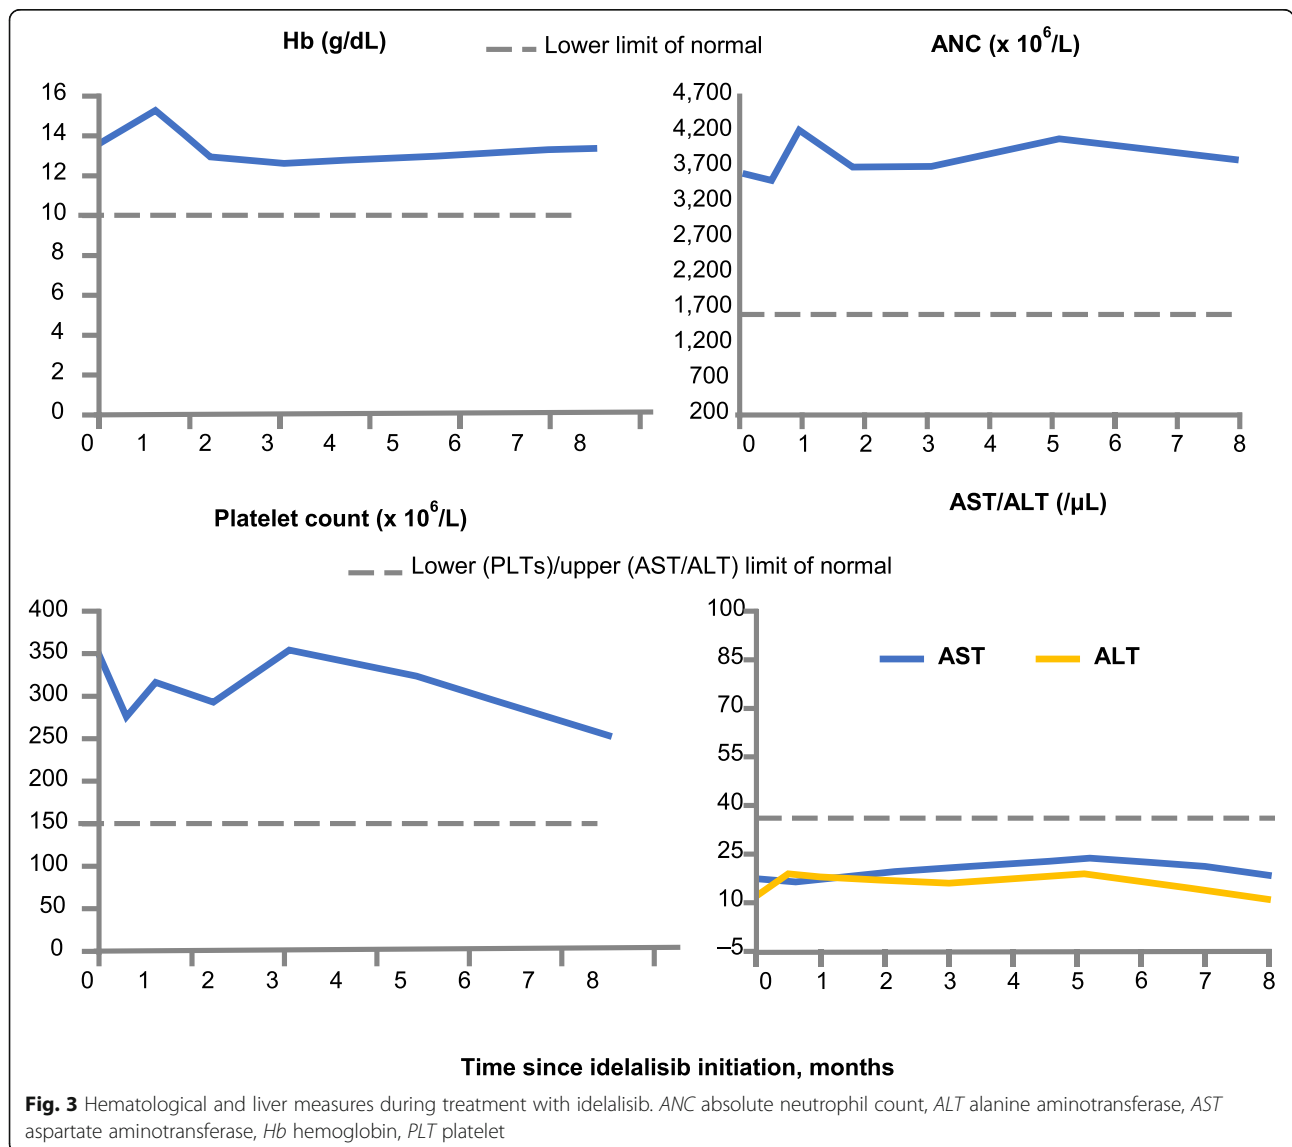 Hb (g/dL)
Lower limit of normal
ANC (x 10⁶/L)
16
14
12
10
8
6
4
2
0
0 1 2 3 4 5 6 7 8
4,700
4,200
3,700
3,200
2,700
2,200
1,700
1,200
700
200
0 1 2 3 4 5 6 7 8
Platelet count (x 10⁶/L)
AST/ALT (/µL)
Lower (PLTs)/upper (AST/ALT) limit of normal
400
350
300
250
200
150
100
50
0
0 1 2 3 4 5 6 7 8
100
85
70
55
40
25
10
–5
AST ALT
0 1 2 3 4 5 6 7 8
Time since idelalisib initiation, months
Fig. 3 Hematological and liver measures during treatment with idelalisib. ANC absolute neutrophil count, ALT alanine aminotransferase, AST
aspartate aminotransferase, Hb hemoglobin, PLT platelet